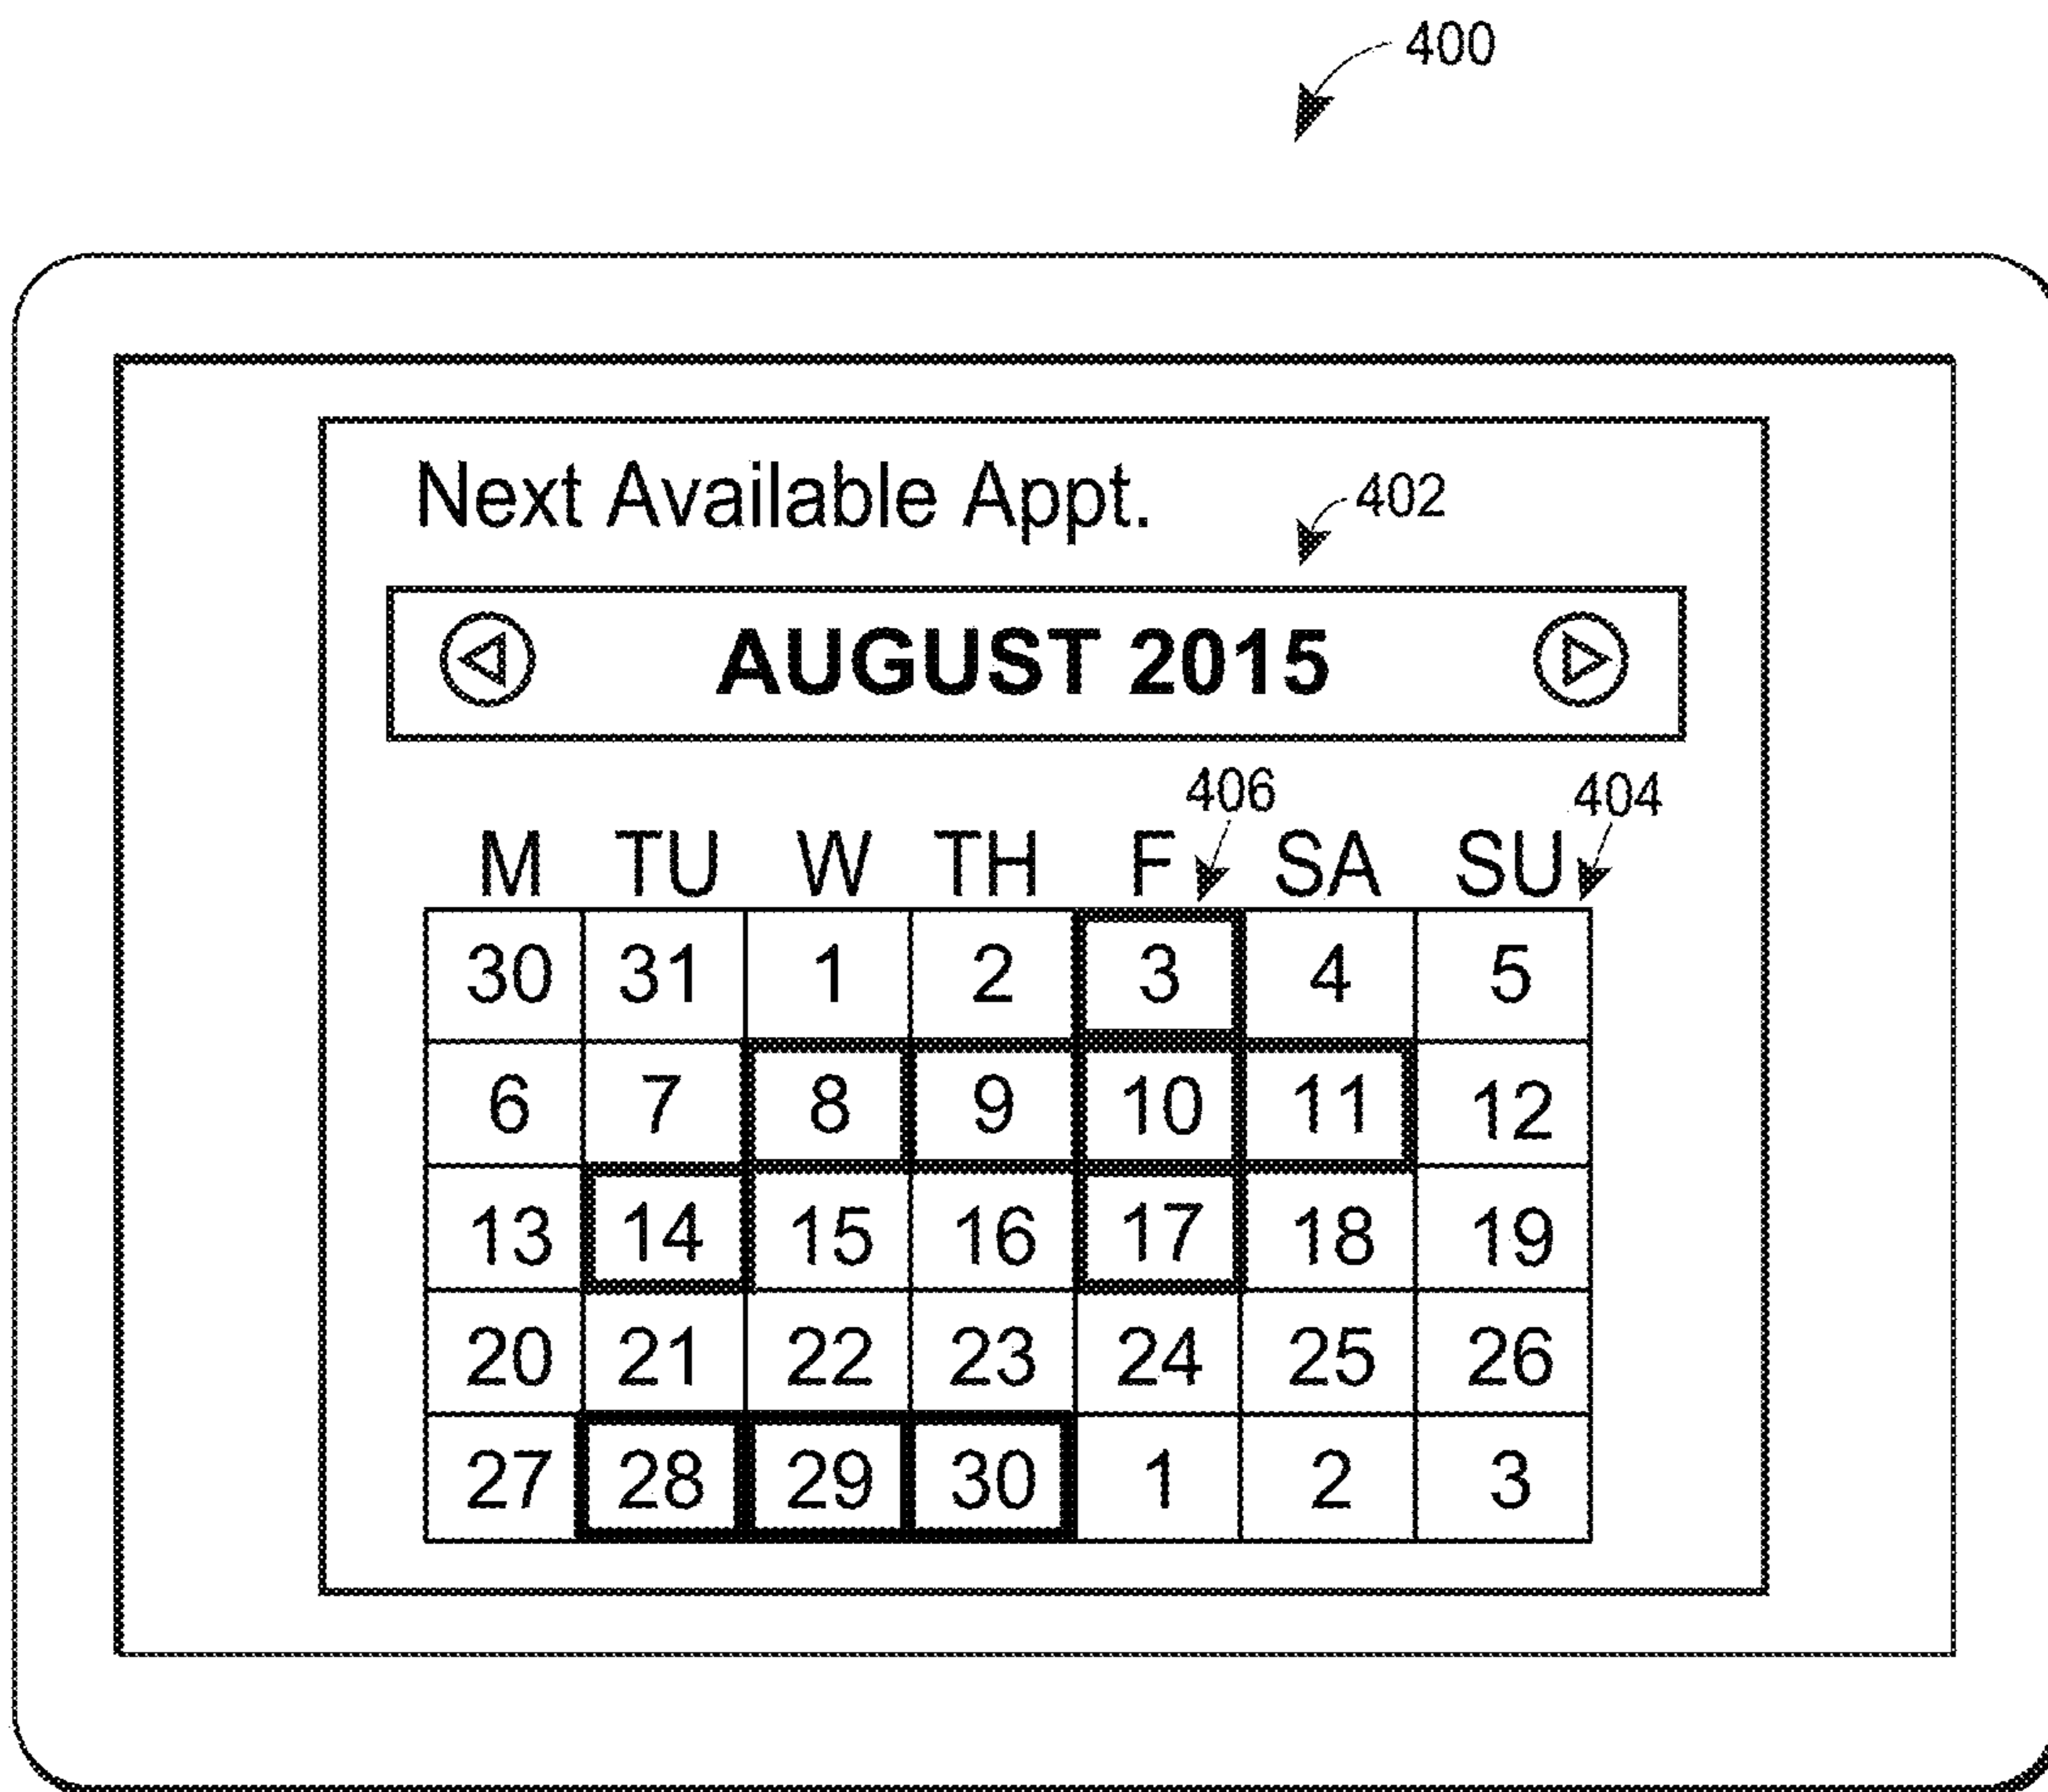 400
Next Available Appt.
402
AUGUST 2015
406
404
M TU W TH F SA SU
30 31 1 2 3 4 5
6 7 8 9 10 11 12
13 14 15 16 17 18 19
20 21 22 23 24 25 26
27 28 29 30 1 2 3